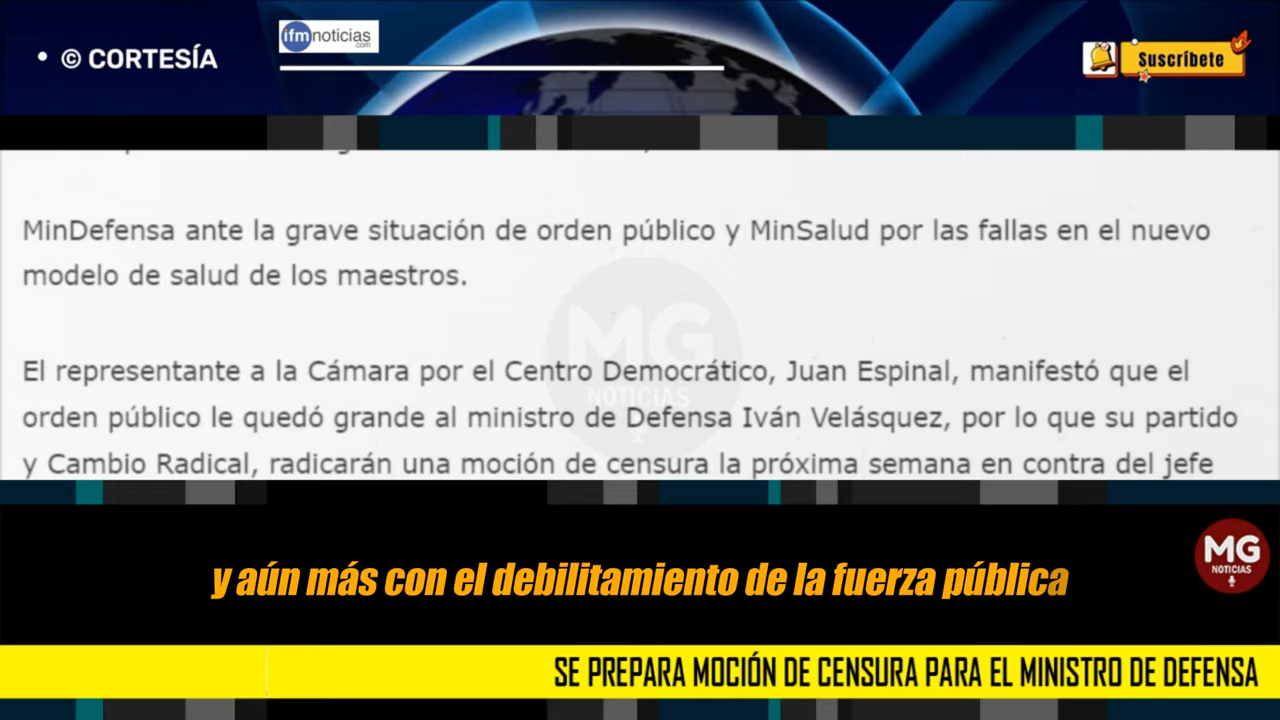 • © CORTESÍA
ifmnoticias
.com
Suscríbete
MinDefensa ante la grave situación de orden público y MinSalud por las fallas en el nuevo
modelo de salud de los maestros.
MG
NOTICIAS
El representante a la Cámara por el Centro Democrático, Juan Espinal, manifestó que el
orden público le quedó grande al ministro de Defensa Iván Velásquez, por lo que su partido
y Cambio Radical, radicarán una moción de censura la próxima semana en contra del jefe
y aún más con el debilitamiento de la fuerza pública
MG
NOTICIAS
SE PREPARA MOCIÓN DE CENSURA PARA EL MINISTRO DE DEFENSA